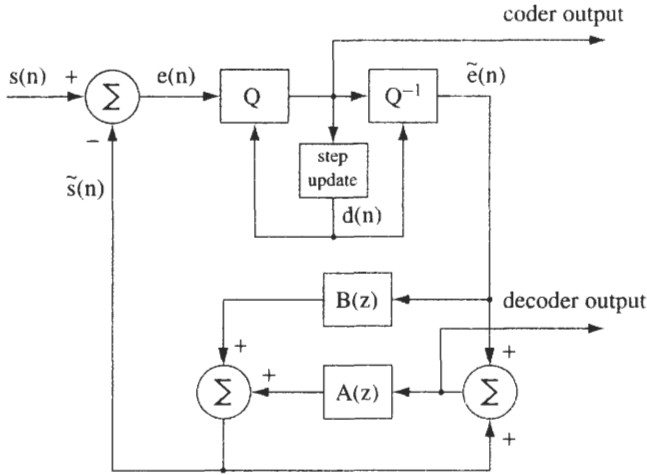 coder output
s(n) + Σ e(n) Q Q⁻¹ ẽ(n)
−
s̃(n)
step
update
d(n)
B(z)
decoder output
+ +
Σ + A(z) Σ
+